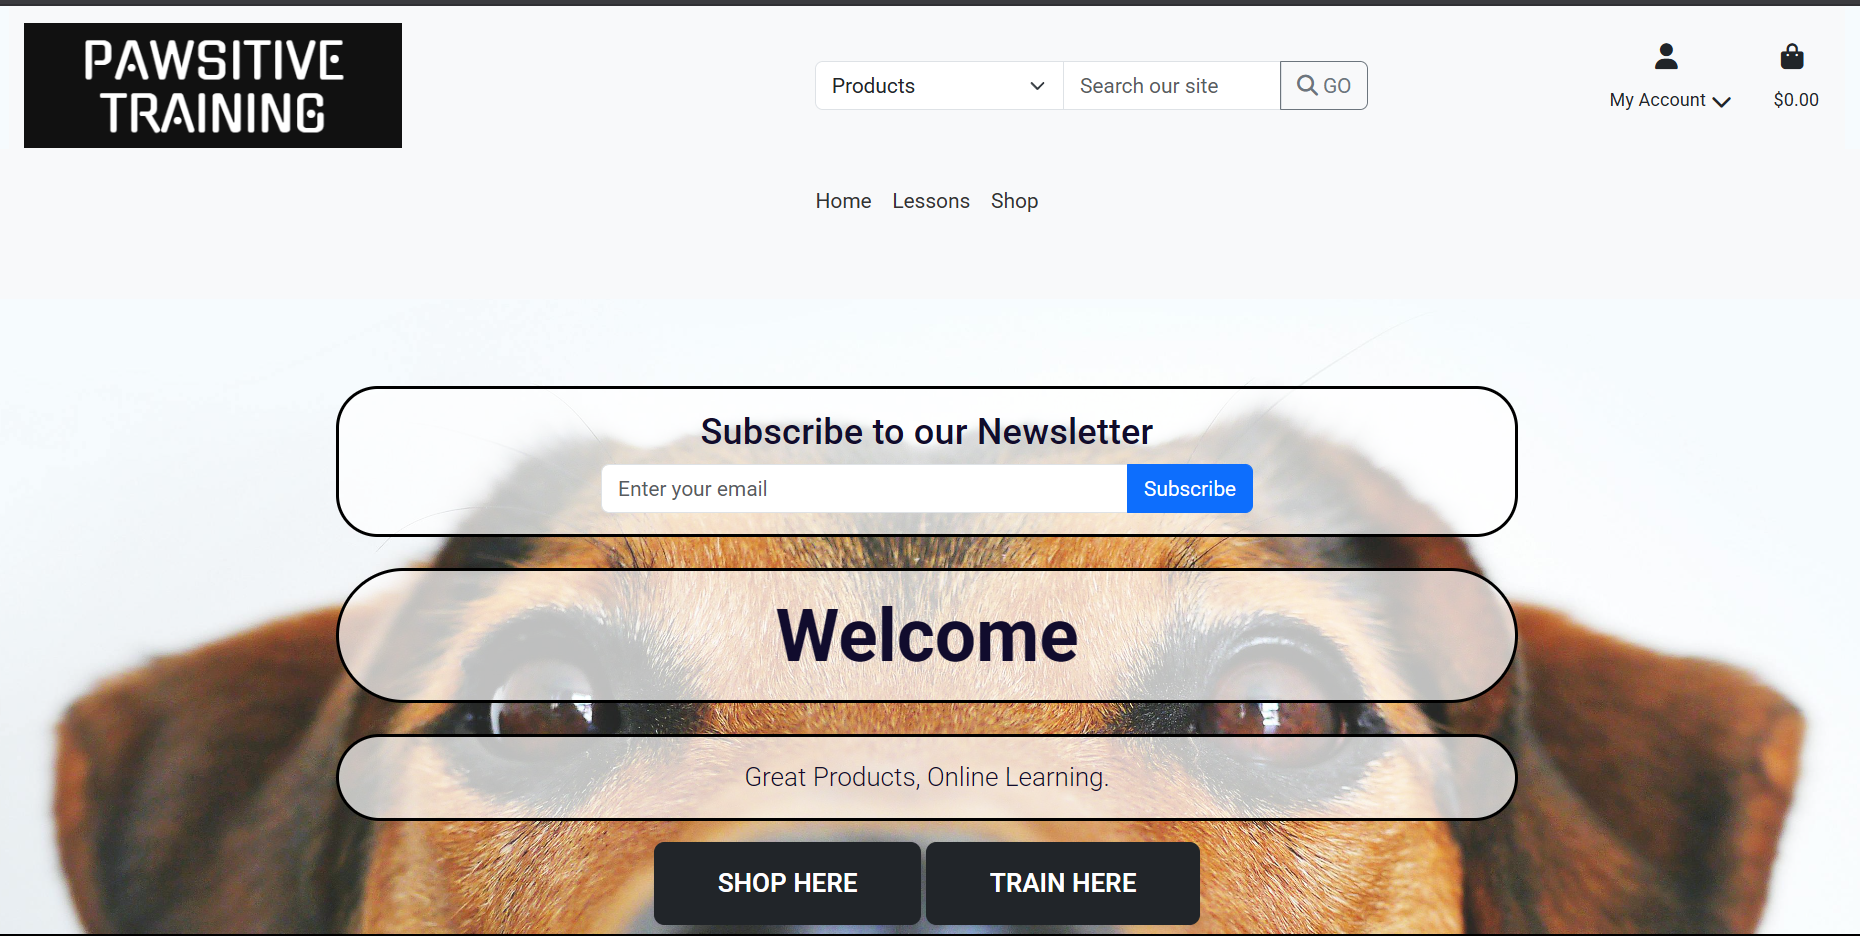 PAWSITIVE
TRAINING
Products
Search our site
GO
My Account
$0.00
Home Lessons Shop
Subscribe to our Newsletter
Enter your email
Subscribe
Welcome
Great Products, Online Learning.
SHOP HERE
TRAIN HERE